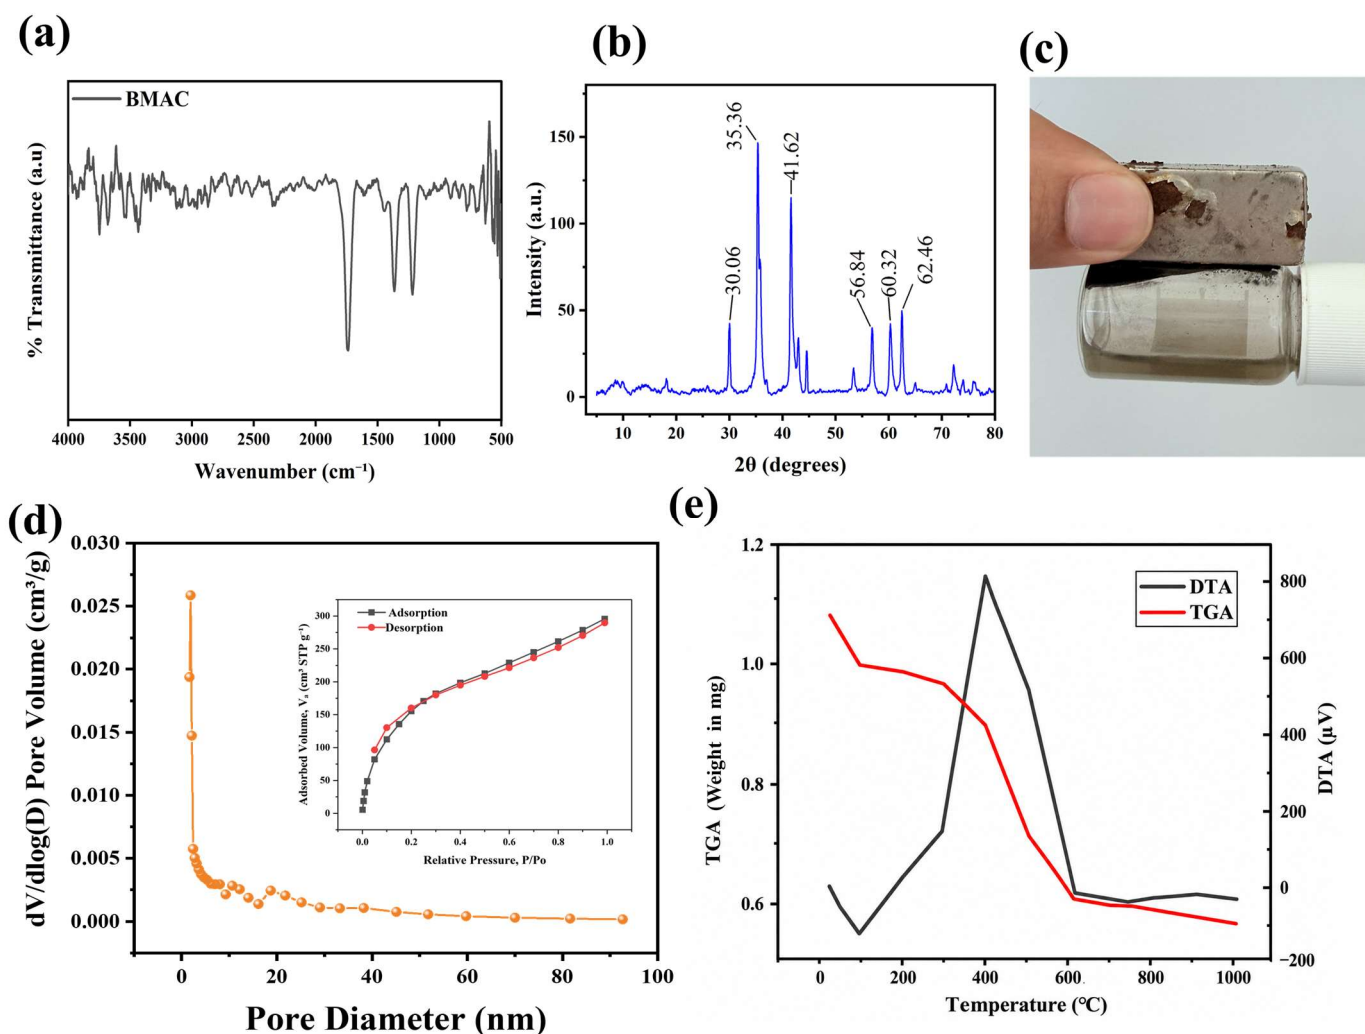 (a)
BMAC
% Transmittance (a.u)
4000 3500 3000 2500 2000 1500 1000 500
Wavenumber (cm⁻¹)
(b)
35.36
41.62
30.06
56.84
60.32
62.46
150
100
50
0
Intensity (a.u.)
10 20 30 40 50 60 70 80
2θ (degrees)
(c)
(d)
0.030
0.025
0.020
0.015
0.010
0.005
0.000
dV/dlog(D) Pore Volume (cm³/g)
0 20 40 60 80 100
Pore Diameter (nm)
Adsorption
Desorption
300
250
200
150
100
50
0
Adsorbed Volume, Vₐ (cm³ STP g⁻¹)
0.0 0.2 0.4 0.6 0.8 1.0
Relative Pressure, P/Po
(e)
DTA
TGA
1.2
1.0
0.8
0.6
TGA (Weight in mg)
800
600
400
200
0
−200
DTA (µV)
0 200 400 600 800 1000
Temperature (°C)